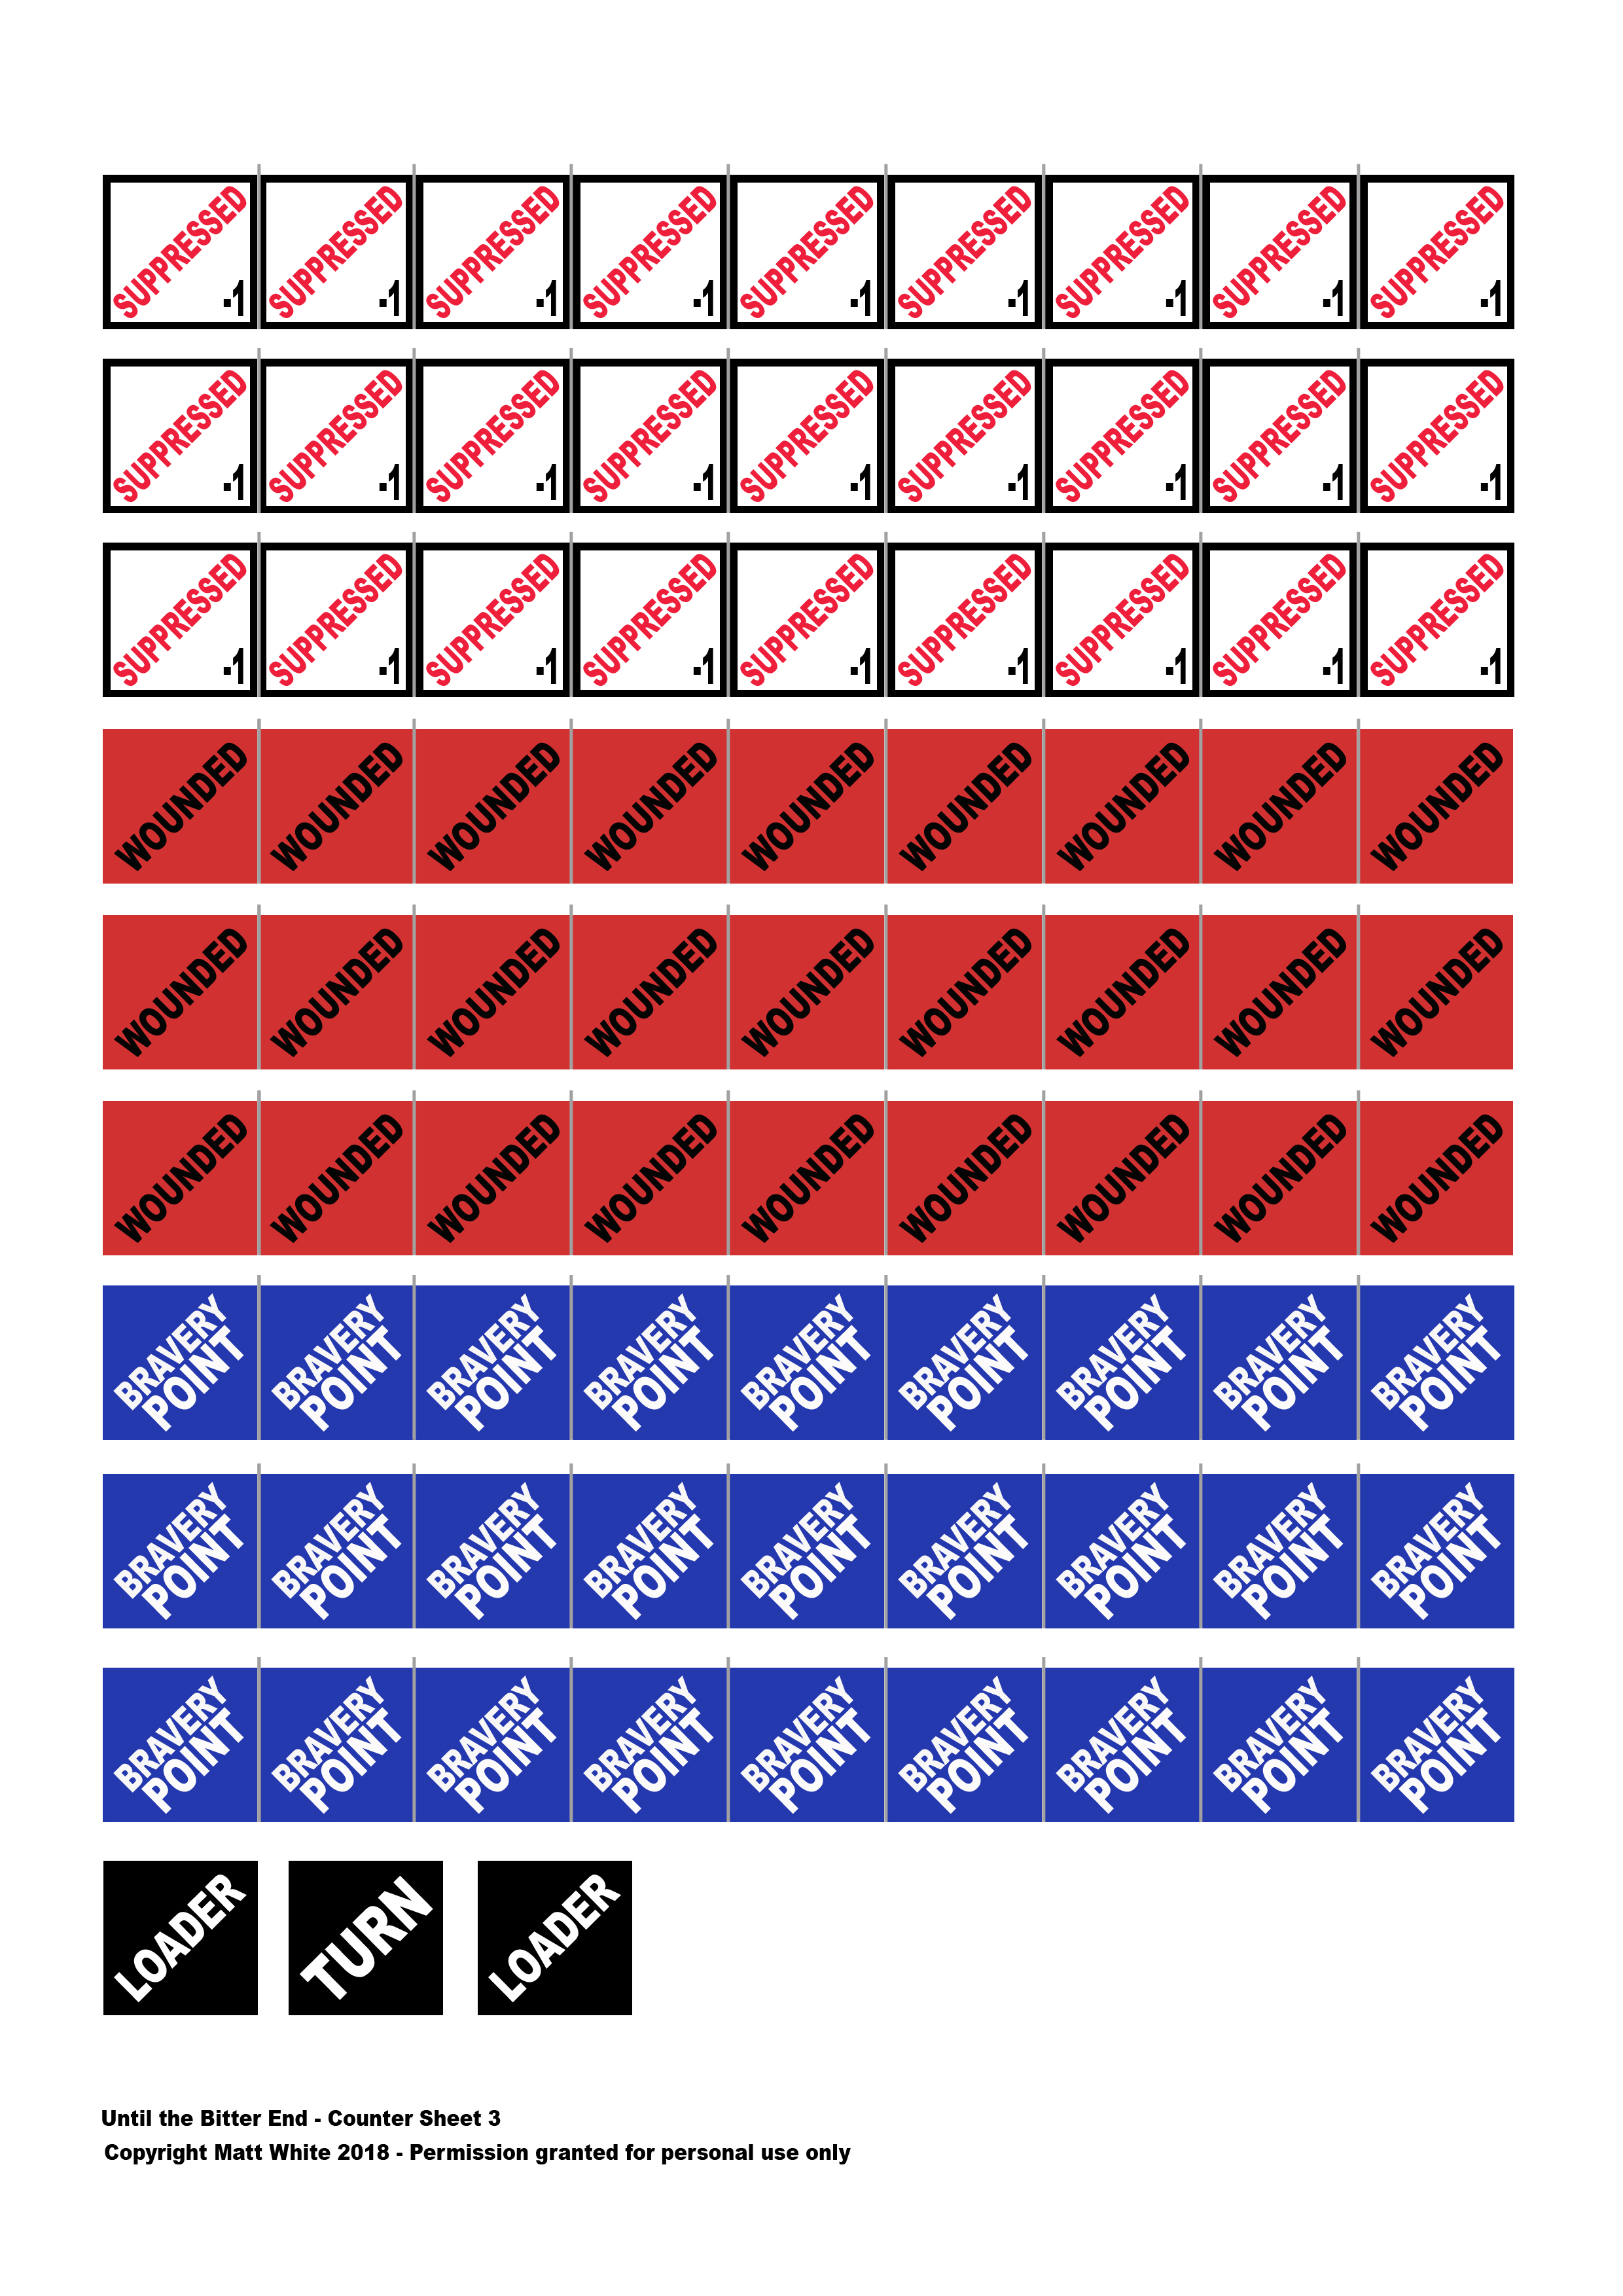 SUPPRESSED SUPPRESSED SUPPRESSED SUPPRESSED SUPPRESSED SUPPRESSED SUPPRESSED SUPPRESSED SUPPRESSED
-1 -1 -1 -1 -1 -1 -1 -1 -1
SUPPRESSED SUPPRESSED SUPPRESSED SUPPRESSED SUPPRESSED SUPPRESSED SUPPRESSED SUPPRESSED SUPPRESSED
-1 -1 -1 -1 -1 -1 -1 -1 -1
SUPPRESSED SUPPRESSED SUPPRESSED SUPPRESSED SUPPRESSED SUPPRESSED SUPPRESSED SUPPRESSED SUPPRESSED
-1 -1 -1 -1 -1 -1 -1 -1 -1
WOUNDED WOUNDED WOUNDED WOUNDED WOUNDED WOUNDED WOUNDED WOUNDED WOUNDED
WOUNDED WOUNDED WOUNDED WOUNDED WOUNDED WOUNDED WOUNDED WOUNDED WOUNDED
WOUNDED WOUNDED WOUNDED WOUNDED WOUNDED WOUNDED WOUNDED WOUNDED WOUNDED
BRAVERY BRAVERY BRAVERY BRAVERY BRAVERY BRAVERY BRAVERY BRAVERY BRAVERY
POINT POINT POINT POINT POINT POINT POINT POINT POINT
BRAVERY BRAVERY BRAVERY BRAVERY BRAVERY BRAVERY BRAVERY BRAVERY BRAVERY
POINT POINT POINT POINT POINT POINT POINT POINT POINT
BRAVERY BRAVERY BRAVERY BRAVERY BRAVERY BRAVERY BRAVERY BRAVERY BRAVERY
POINT POINT POINT POINT POINT POINT POINT POINT POINT
LOADER TURN LOADER
Until the Bitter End - Counter Sheet 3
Copyright Matt White 2018 - Permission granted for personal use only